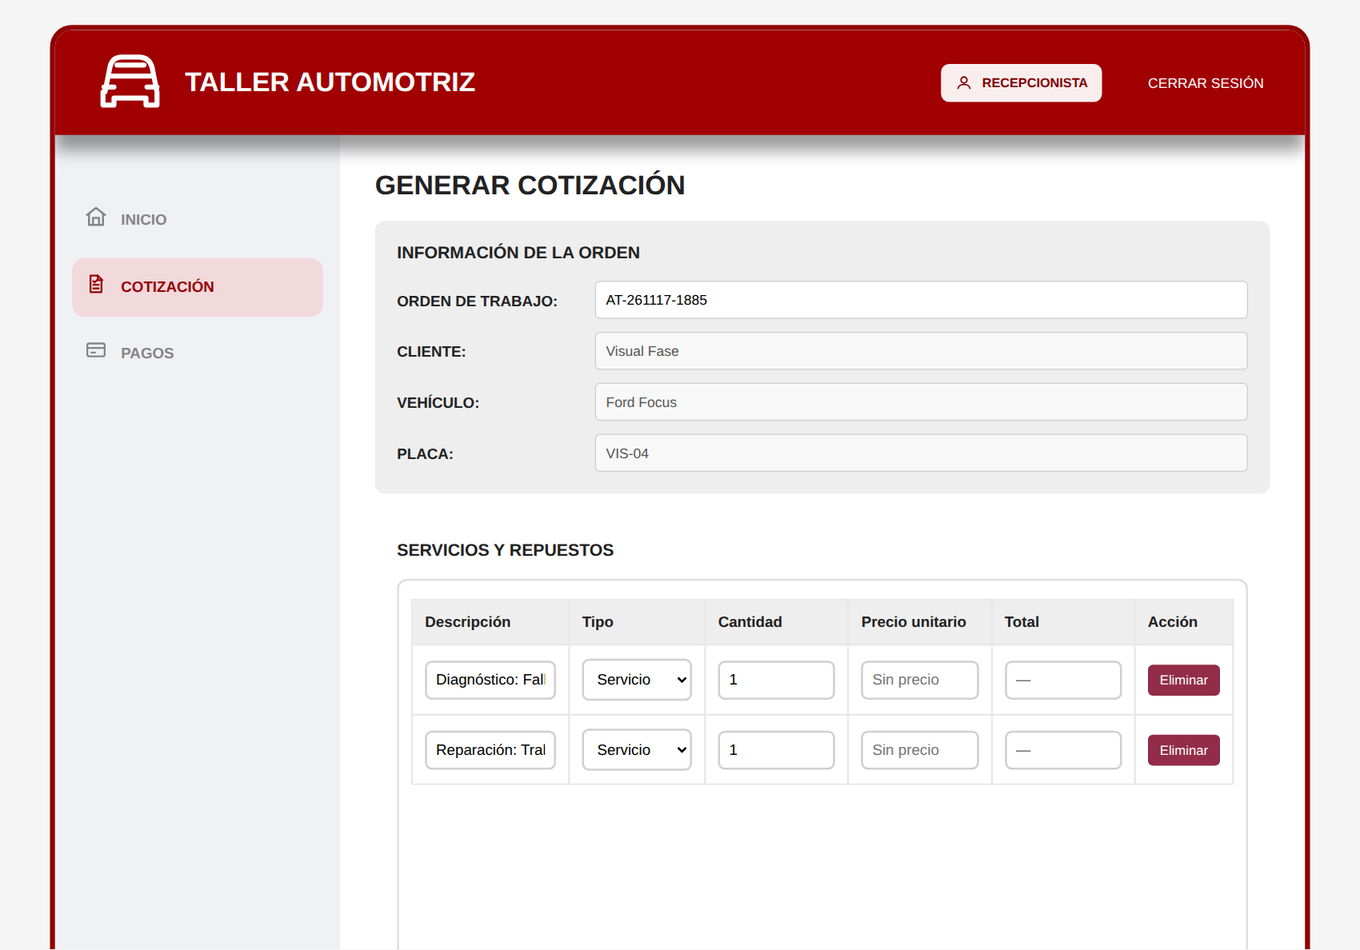 TALLER AUTOMOTRIZ
RECEPCIONISTA
CERRAR SESIÓN
INICIO
COTIZACIÓN
PAGOS
GENERAR COTIZACIÓN
INFORMACIÓN DE LA ORDEN
ORDEN DE TRABAJO: AT-261117-1885
CLIENTE: Visual Fase
VEHÍCULO: Ford Focus
PLACA: VIS-04
SERVICIOS Y REPUESTOS
Descripción Tipo Cantidad Precio unitario Total Acción
Diagnóstico: Fal Servicio 1 Sin precio — Eliminar
Reparación: Tra Servicio 1 Sin precio — Eliminar